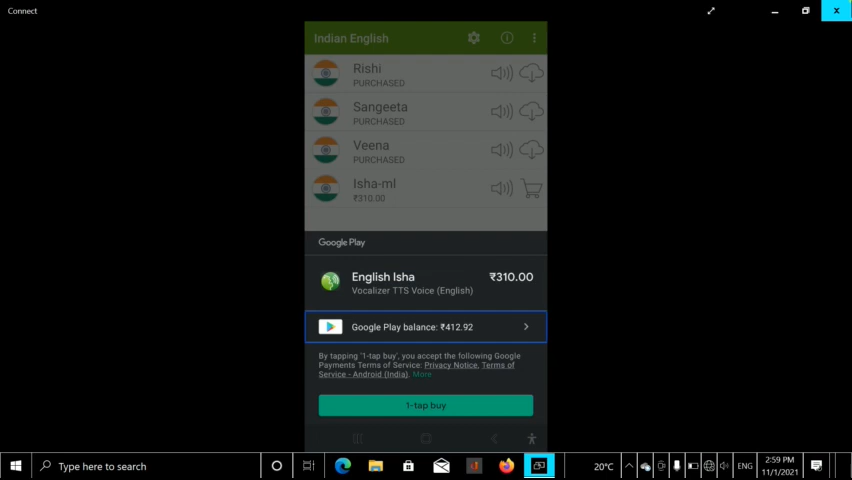 Connect
Indian English
Rishi
PURCHASED
Sangeeta
PURCHASED
Veena
PURCHASED
Isha-ml
₹310.00
Google Play
English Isha ₹310.00
Vocalizer TTS Voice (English)
Google Play balance: ₹412.92
By tapping '1-tap buy', you accept the following Google
Payments Terms of Service: Privacy Notice, Terms of
Service - Android (India). More
1-tap buy
Type here to search
20°C
ENG
2:59 PM
11/1/2021